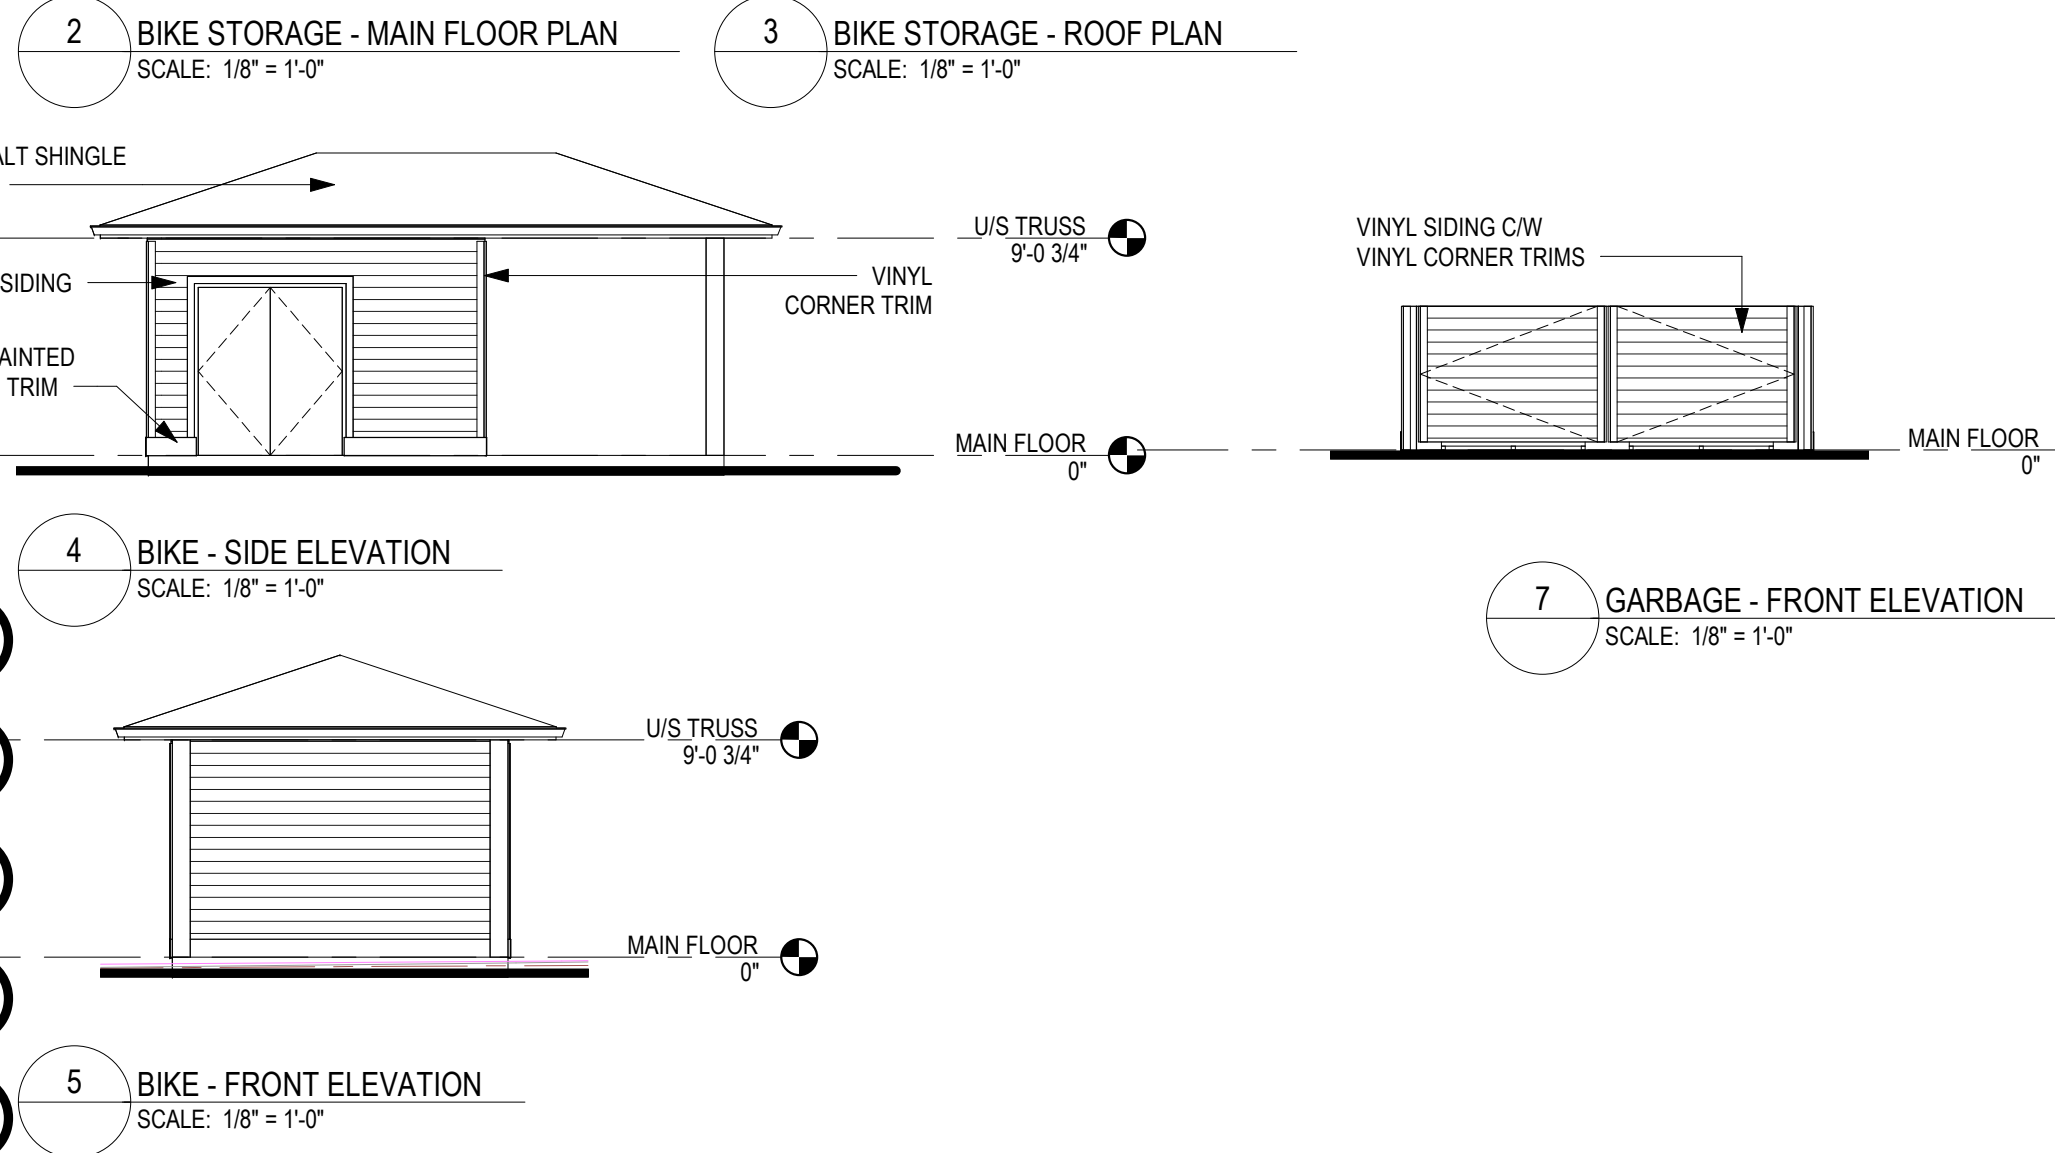 2
BIKE STORAGE - MAIN FLOOR PLAN
SCALE: 1/8" = 1'-0"
3
BIKE STORAGE - ROOF PLAN
SCALE: 1/8" = 1'-0"
ALT SHINGLE
U/S TRUSS
9'-0 3/4"
SIDING
VINYL
CORNER TRIM
AINTED
TRIM
MAIN FLOOR
0"
VINYL SIDING C/W
VINYL CORNER TRIMS
MAIN FLOOR
0"
4
BIKE - SIDE ELEVATION
SCALE: 1/8" = 1'-0"
7
GARBAGE - FRONT ELEVATION
SCALE: 1/8" = 1'-0"
U/S TRUSS
9'-0 3/4"
MAIN FLOOR
0"
5
BIKE - FRONT ELEVATION
SCALE: 1/8" = 1'-0"